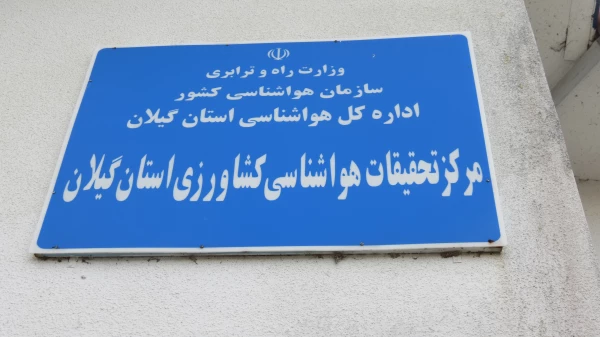 وزارت راه و ترابری
سازمان هواشناسی کشور
اداره کل هواشناسی استان گیلان
مرکز تحقیقات هواشناسی کشاورزی استان گیلان